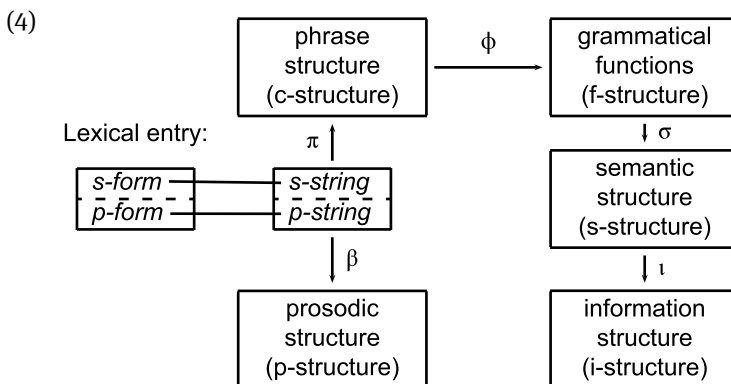 (4)
phrase
structure
(c-structure)
ϕ
grammatical
functions
(f-structure)
Lexical entry:
π
σ
s-form
s-string
p-form
p-string
semantic
structure
(s-structure)
β
ι
prosodic
structure
(p-structure)
information
structure
(i-structure)